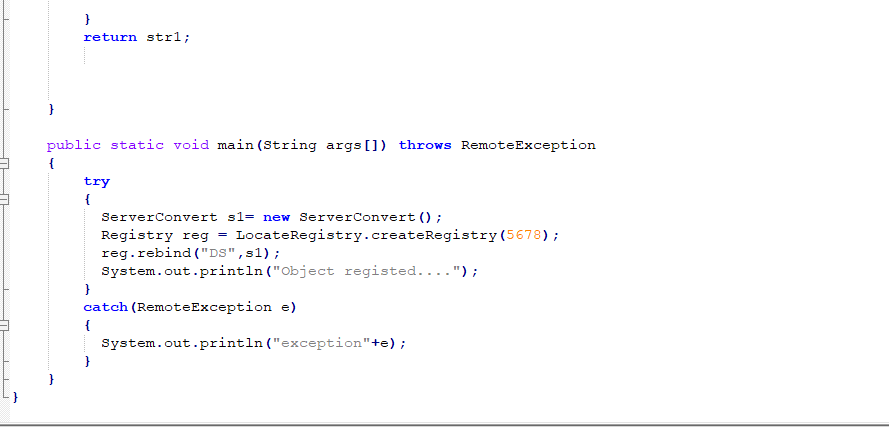 }
return str1;
}
public static void main(String args[]) throws RemoteException
{
try
{
ServerConvert s1= new ServerConvert();
Registry reg = LocateRegistry.createRegistry(5678);
reg.rebind("DS",s1);
System.out.println("Object registed....");
}
catch(RemoteException e)
{
System.out.println("exception"+e);
}
}
}